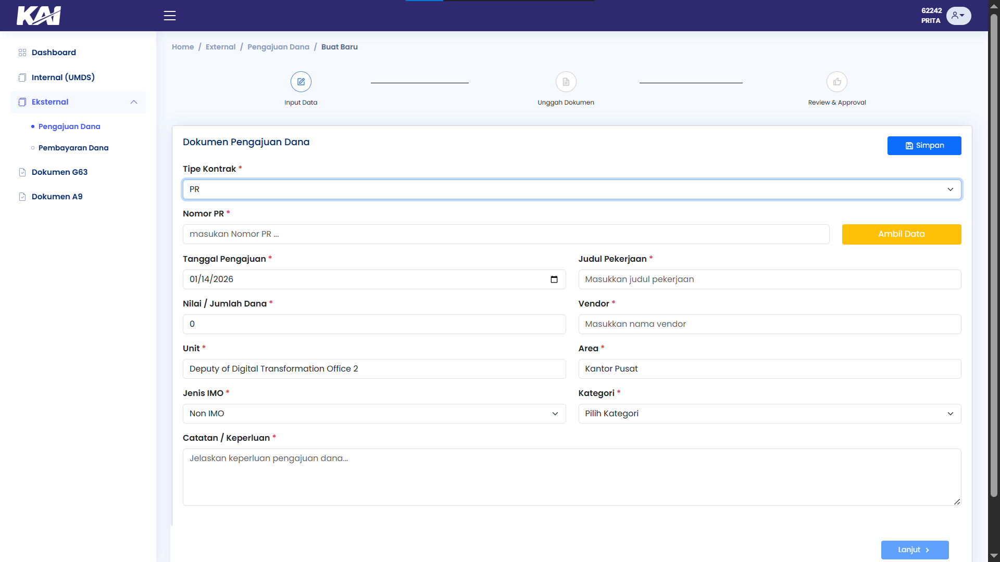 KAI
62242
PRITA
Dashboard
Internal (UMDS)
Eksternal
Pengajuan Dana
Pembayaran Dana
Dokumen G63
Dokumen A9
Home / External / Pengajuan Dana / Buat Baru
Input Data
Unggah Dokumen
Review & Approval
Dokumen Pengajuan Dana
Simpan
Tipe Kontrak *
PR
Nomor PR *
masukan Nomor PR ...
Ambil Data
Tanggal Pengajuan *
01/14/2026
Judul Pekerjaan *
Masukkan judul pekerjaan
Nilai / Jumlah Dana *
0
Vendor *
Masukkan nama vendor
Unit *
Deputy of Digital Transformation Office 2
Area *
Kantor Pusat
Jenis IMO *
Non IMO
Kategori *
Pilih Kategori
Catatan / Keperluan *
Jelaskan keperluan pengajuan dana...
Lanjut